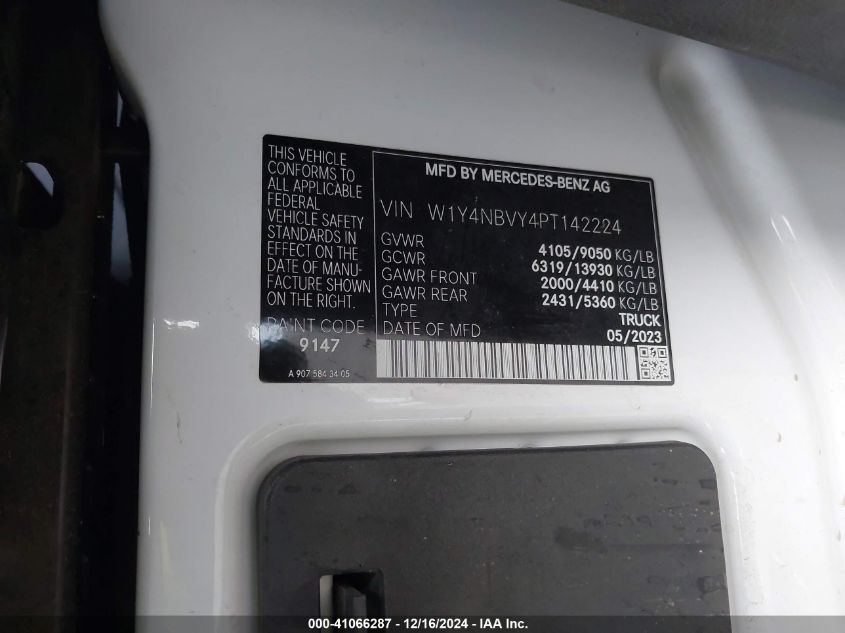 THIS VEHICLE
CONFORMS TO
ALL APPLICABLE
FEDERAL
VEHICLE SAFETY
STANDARDS IN
EFFECT ON THE
DATE OF MANU-
FACTURE SHOWN
ON THE RIGHT.
PAINT CODE
9147
A 907 584 34 05
MFD BY MERCEDES-BENZ AG
VIN W1Y4NBVY4PT142224
GVWR 4105/9050 KG/LB
GCWR 6319/13930 KG/LB
GAWR FRONT 2000/4410 KG/LB
GAWR REAR 2431/5360 KG/LB
TYPE TRUCK
DATE OF MFD 05/2023
000-41066287 - 12/16/2024 - IAA Inc.